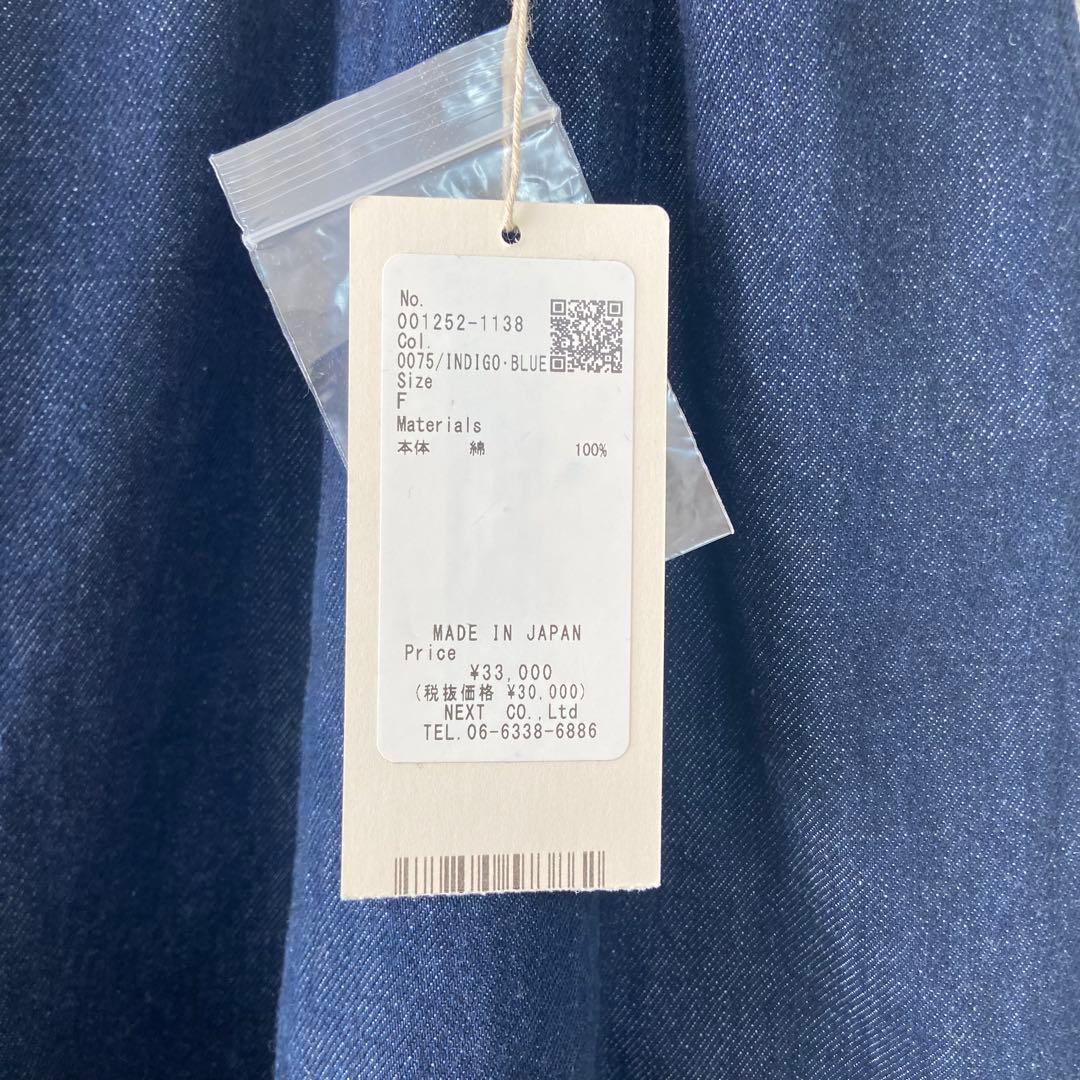 No.
001252-1138
Col.
0075/INDIGO·BLUE
Size
F
Materials
本体 綿 100%
MADE IN JAPAN
Price
¥33,000
(税抜価格 ¥30,000)
NEXT CO.,Ltd
TEL.06-6338-6886